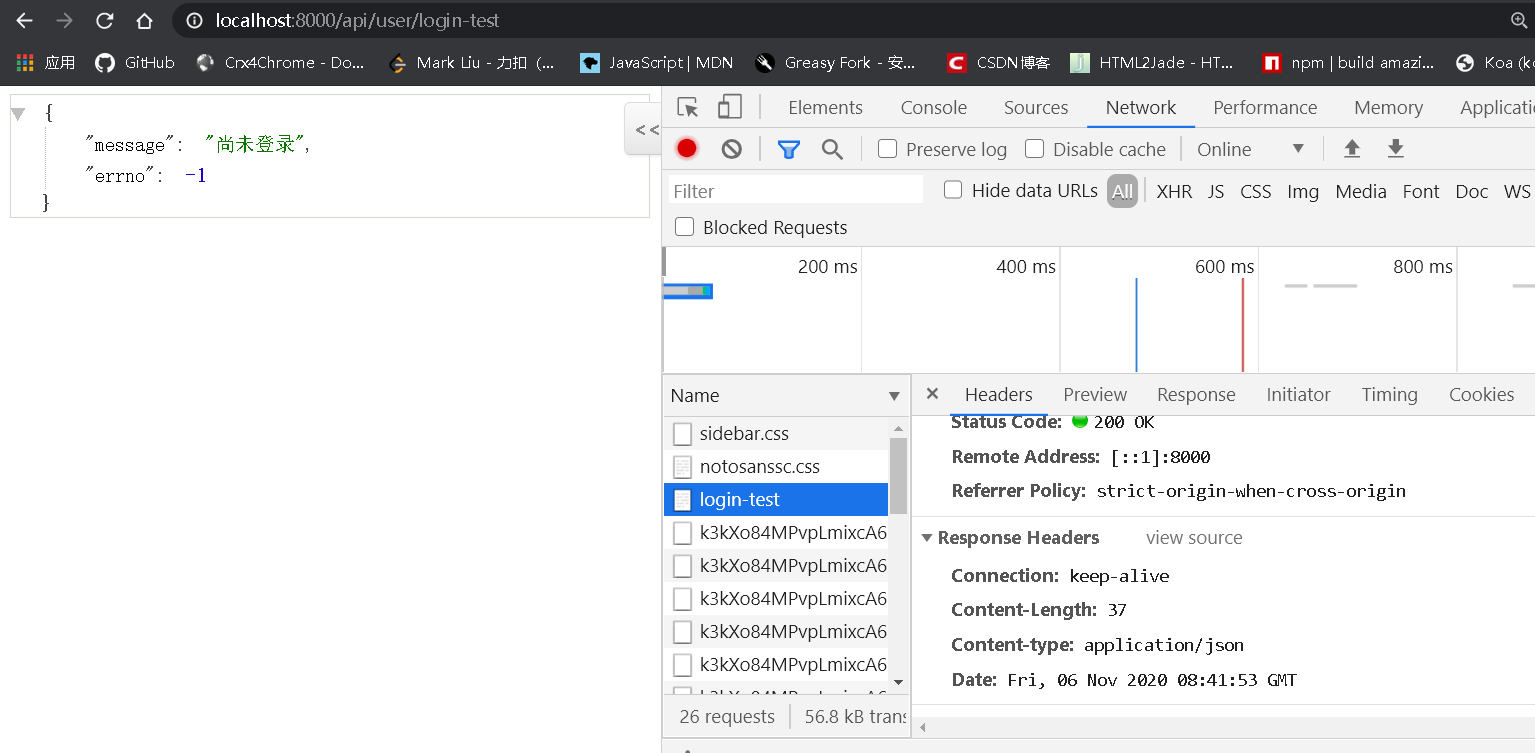 localhost:8000/api/user/login-test
应用 GitHub Crx4Chrome - Do... Mark Liu - 力扣（... JavaScript | MDN Greasy Fork - 安... CSDN博客 HTML2Jade - HT... npm | build amazi... Koa (k
{
"message": "尚未登录",
"errno": -1
}
<<
Elements Console Sources Network Performance Memory Applicati
Preserve log Disable cache Online
Filter Hide data URLs All XHR JS CSS Img Media Font Doc WS
Blocked Requests
200 ms 400 ms 600 ms 800 ms
Name
sidebar.css
notosanssc.css
login-test
k3kXo84MPvpLmixcA6
k3kXo84MPvpLmixcA6
k3kXo84MPvpLmixcA6
k3kXo84MPvpLmixcA6
k3kXo84MPvpLmixcA6
26 requests 56.8 kB trans
Headers Preview Response Initiator Timing Cookies
Status Code: 200 OK
Remote Address: [::1]:8000
Referrer Policy: strict-origin-when-cross-origin
Response Headers view source
Connection: keep-alive
Content-Length: 37
Content-type: application/json
Date: Fri, 06 Nov 2020 08:41:53 GMT